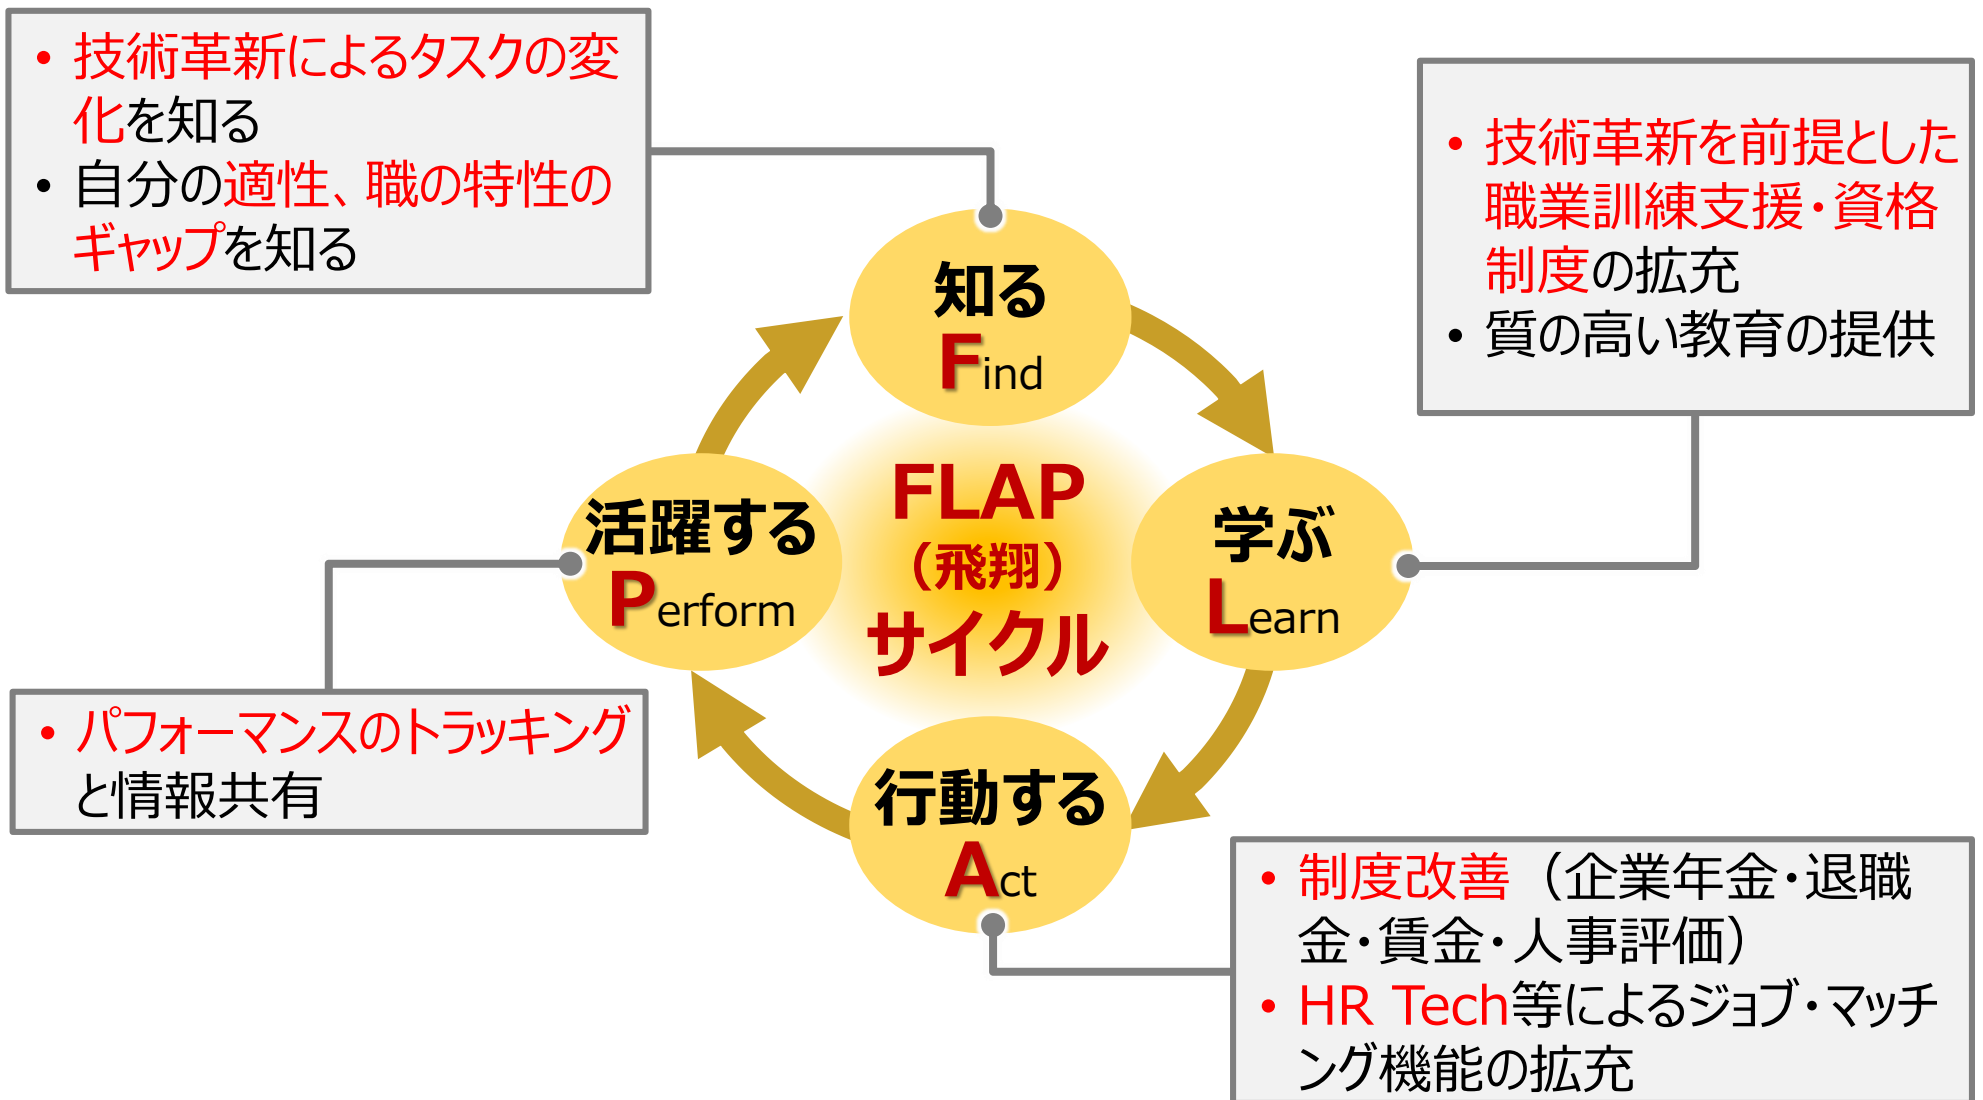 • 技術革新によるタスクの変
化を知る
• 自分の適性、職の特性の
ギャップを知る
• 技術革新を前提とした
職業訓練支援・資格
制度の拡充
• 質の高い教育の提供
知る
Find
FLAP
（飛翔）
サイクル
活躍する
Perform
学ぶ
Learn
行動する
Act
• パフォーマンスのトラッキング
と情報共有
• 制度改善（企業年金・退職
金・賃金・人事評価）
• HR Tech等によるジョブ・マッチ
ング機能の拡充